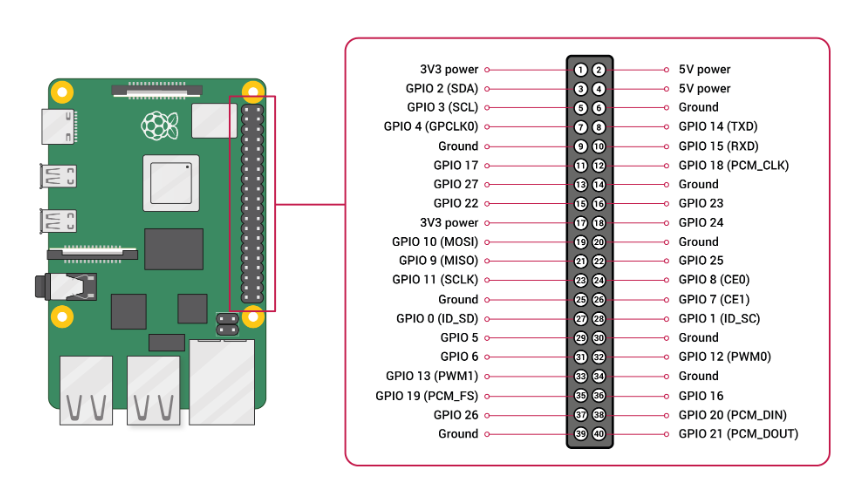 3V3 power 1 2 5V power
GPIO 2 (SDA) 3 4 5V power
GPIO 3 (SCL) 5 6 Ground
GPIO 4 (GPCLK0) 7 8 GPIO 14 (TXD)
Ground 9 10 GPIO 15 (RXD)
GPIO 17 11 12 GPIO 18 (PCM_CLK)
GPIO 27 13 14 Ground
GPIO 22 15 16 GPIO 23
3V3 power 17 18 GPIO 24
GPIO 10 (MOSI) 19 20 Ground
GPIO 9 (MISO) 21 22 GPIO 25
GPIO 11 (SCLK) 23 24 GPIO 8 (CE0)
Ground 25 26 GPIO 7 (CE1)
GPIO 0 (ID_SD) 27 28 GPIO 1 (ID_SC)
GPIO 5 29 30 Ground
GPIO 6 31 32 GPIO 12 (PWM0)
GPIO 13 (PWM1) 33 34 Ground
GPIO 19 (PCM_FS) 35 36 GPIO 16
GPIO 26 37 38 GPIO 20 (PCM_DIN)
Ground 39 40 GPIO 21 (PCM_DOUT)